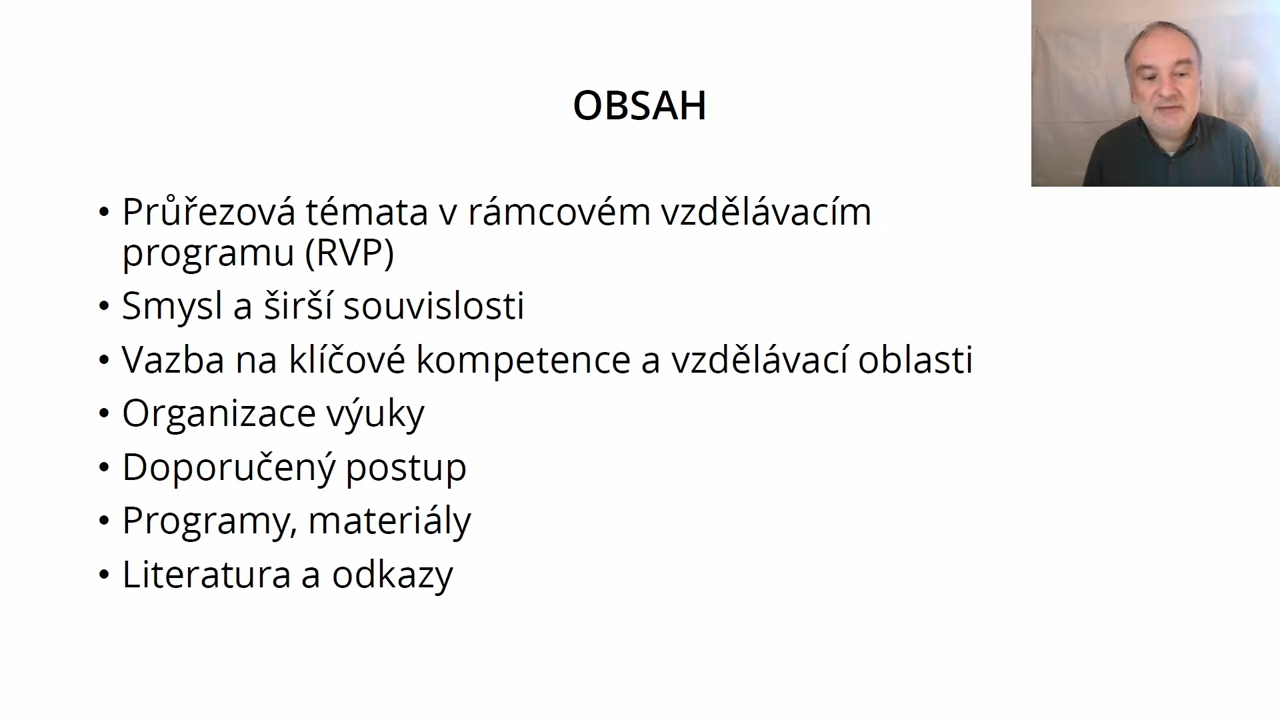 OBSAH
• Průřezová témata v rámcovém vzdělávacím
programu (RVP)
• Smysl a širší souvislosti
• Vazba na klíčové kompetence a vzdělávací oblasti
• Organizace výuky
• Doporučený postup
• Programy, materiály
• Literatura a odkazy